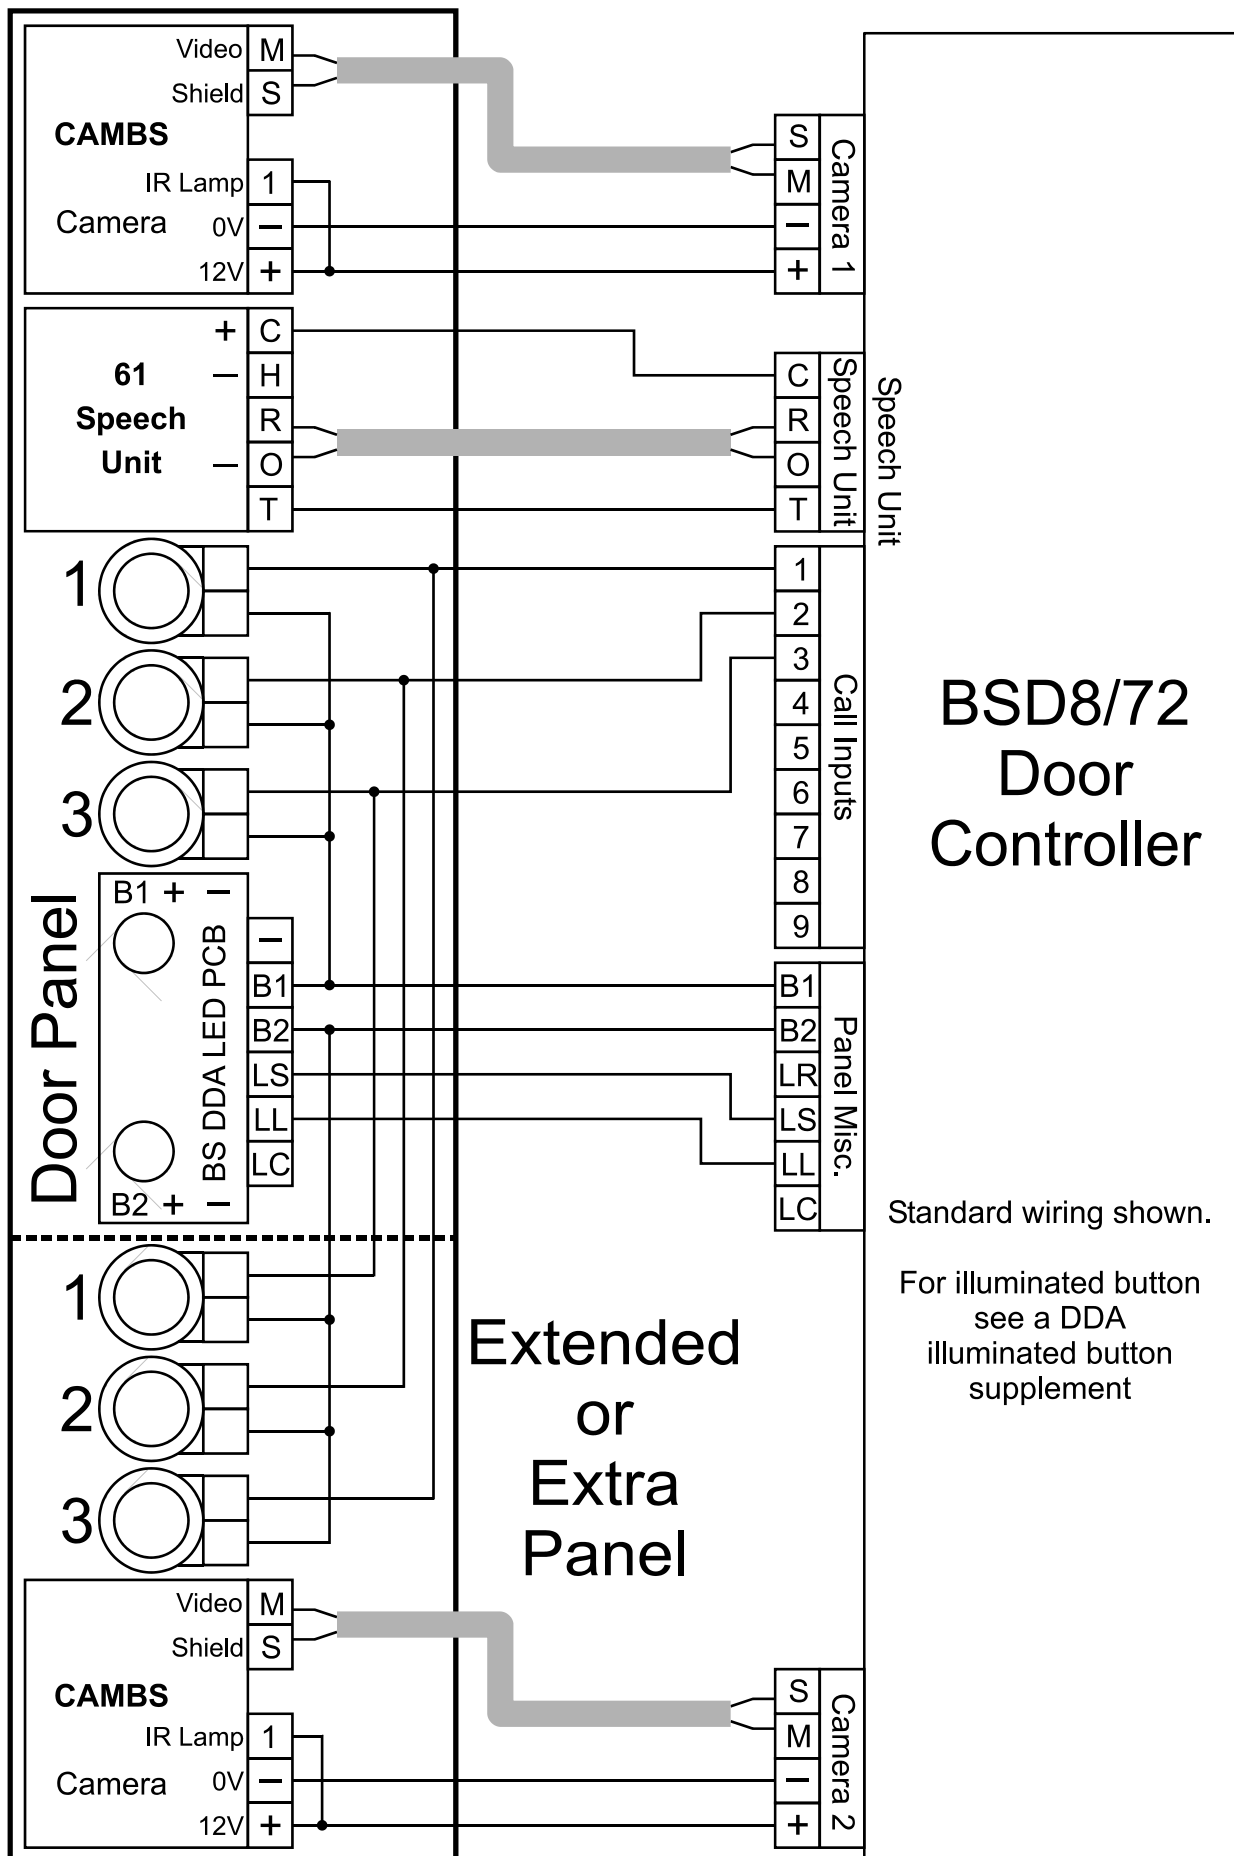 Video M
Shield S
CAMBS
IR Lamp 1
Camera 0V −
12V +
S
M
−
+
Camera 1
+ C
− H
R
− O
T
61
Speech
Unit
C
R
O
T
Speech Unit
Speech Unit
1
2
3
1
2
3
4
5
6
7
8
9
Call Inputs
BSD8/72
Door
Controller
Door Panel
B1 + −
BS DDA LED PCB
B2 + −
−
B1
B2
LS
LL
LC
B1
B2
LR
LS
LL
LC
Panel Misc.
Standard wiring shown.
For illuminated button
see a DDA
illuminated button
supplement
1
2
3
Extended
or
Extra
Panel
Video M
Shield S
CAMBS
IR Lamp 1
Camera 0V −
12V +
S
M
−
+
Camera 2